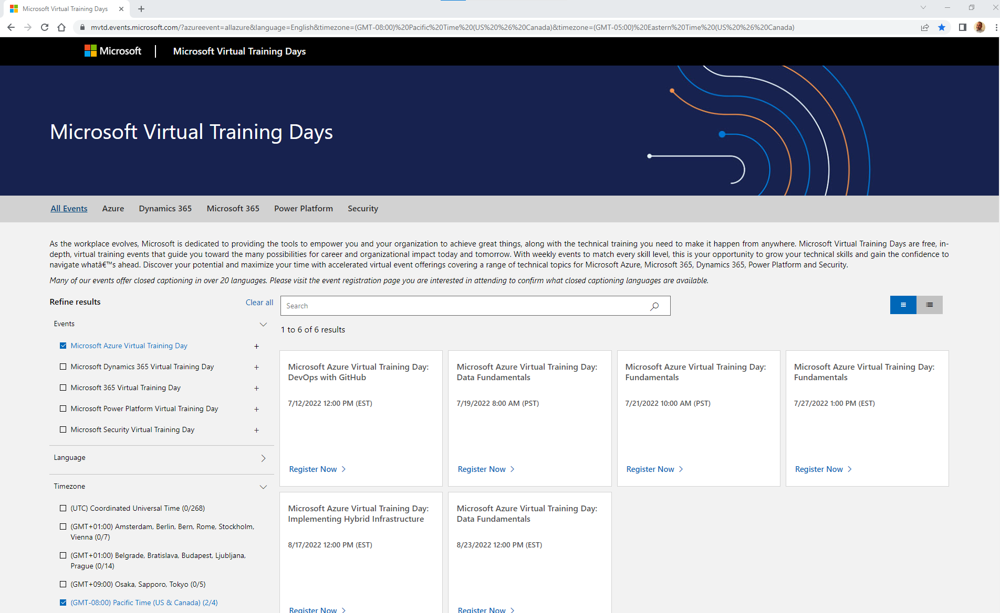 Microsoft Virtual Training Days
mvtd.events.microsoft.com/?azureevent=allazure&language=English&timezone=(GMT-08:00)%20Pacific%20Time%20(US%20%26%20Canada)&timezone=(GMT-05:00)%20Eastern%20Time%20(US%20%26%20Canada)
Microsoft | Microsoft Virtual Training Days
Microsoft Virtual Training Days
All Events Azure Dynamics 365 Microsoft 365 Power Platform Security
As the workplace evolves, Microsoft is dedicated to providing the tools to empower you and your organization to achieve great things, along with the technical training you need to make it happen from anywhere. Microsoft Virtual Training Days are free, in-
depth, virtual training events that guide you toward the many possibilities for career and organizational impact today and tomorrow. With weekly events to match every skill level, this is your opportunity to grow your technical skills and gain the confidence to
navigate whatâ€™s ahead. Discover your potential and maximize your time with accelerated virtual event offerings covering a range of technical topics for Microsoft Azure, Microsoft 365, Dynamics 365, Power Platform and Security.
Many of our events offer closed captioning in over 20 languages. Please visit the event registration page you are interested in attending to confirm what closed captioning languages are available.
Refine results Clear all
Events
Microsoft Azure Virtual Training Day +
Microsoft Dynamics 365 Virtual Training Day +
Microsoft 365 Virtual Training Day +
Microsoft Power Platform Virtual Training Day +
Microsoft Security Virtual Training Day +
Language
Timezone
(UTC) Coordinated Universal Time (0/268)
(GMT+01:00) Amsterdam, Berlin, Bern, Rome, Stockholm,
Vienna (0/7)
(GMT+01:00) Belgrade, Bratislava, Budapest, Ljubljana,
Prague (0/14)
(GMT+09:00) Osaka, Sapporo, Tokyo (0/5)
(GMT-08:00) Pacific Time (US & Canada) (2/4)
Search
1 to 6 of 6 results
Microsoft Azure Virtual Training Day:
DevOps with GitHub
7/12/2022 12:00 PM (EST)
Register Now
Microsoft Azure Virtual Training Day:
Data Fundamentals
7/19/2022 8:00 AM (PST)
Register Now
Microsoft Azure Virtual Training Day:
Fundamentals
7/21/2022 10:00 AM (PST)
Register Now
Microsoft Azure Virtual Training Day:
Fundamentals
7/27/2022 1:00 PM (EST)
Register Now
Microsoft Azure Virtual Training Day:
Implementing Hybrid Infrastructure
8/17/2022 12:00 PM (EST)
Register Now
Microsoft Azure Virtual Training Day:
Data Fundamentals
8/23/2022 12:00 PM (EST)
Register Now